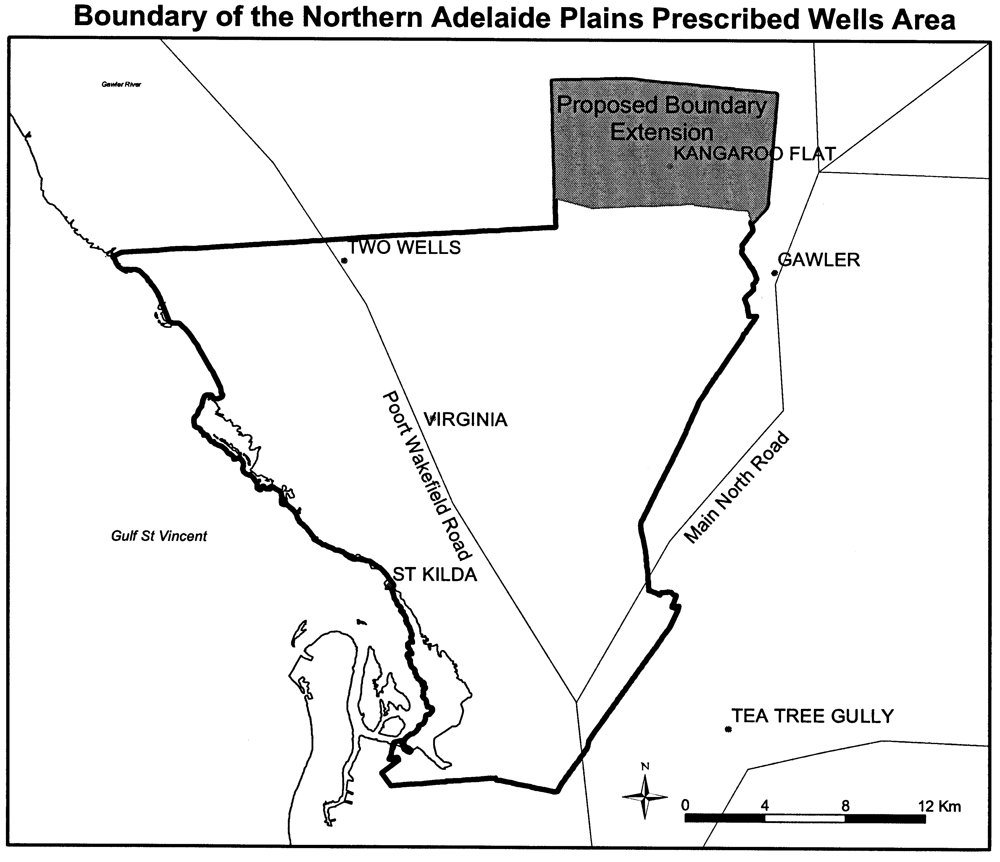 Boundary of the Northern Adelaide Plains Prescribed Wells Area
Gawler River
Proposed Boundary
Extension
KANGAROO FLAT
TWO WELLS
GAWLER
VIRGINIA
Poort Wakefield Road
Main North Road
Gulf St Vincent
ST KILDA
TEA TREE GULLY
N
0 4 8 12 Km